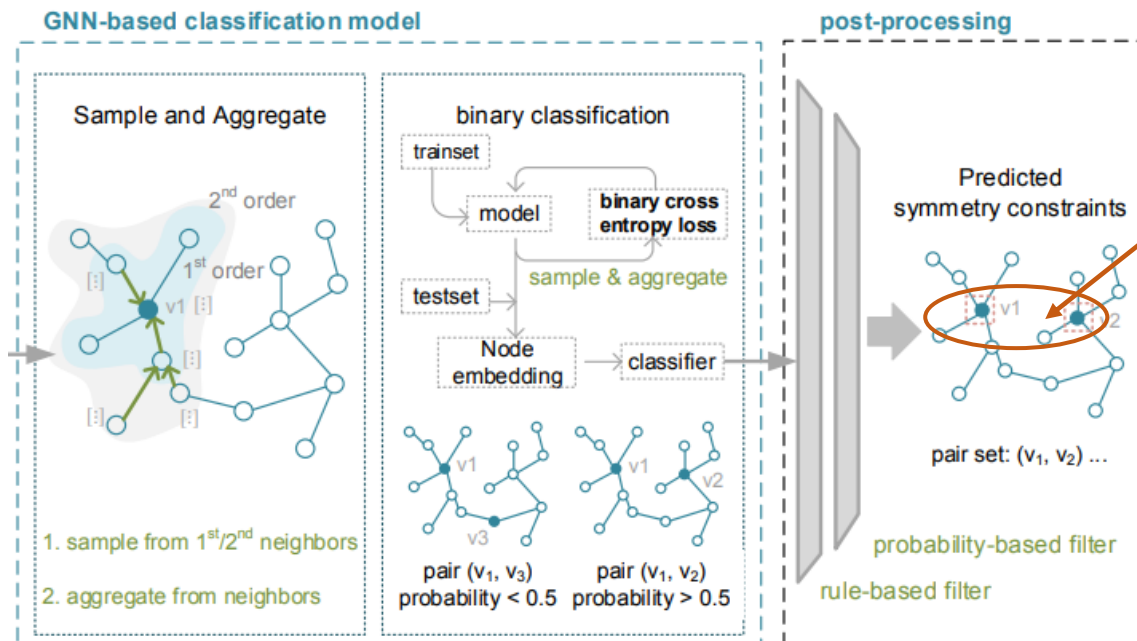 GNN-based classification model
Sample and Aggregate
2nd order
1st order
[⋮]
v1
[⋮]
[⋮]
[⋮]
[⋮]
1. sample from 1st/2nd neighbors
2. aggregate from neighbors
binary classification
trainset
model
binary cross
entropy loss
sample & aggregate
testset
Node
embedding
classifier
v1
v3
pair (v1, v3)
probability < 0.5
v1
v2
pair (v1, v2)
probability > 0.5
post-processing
Predicted
symmetry constraints
v1
v2
pair set: (v1, v2) ...
probability-based filter
rule-based filter